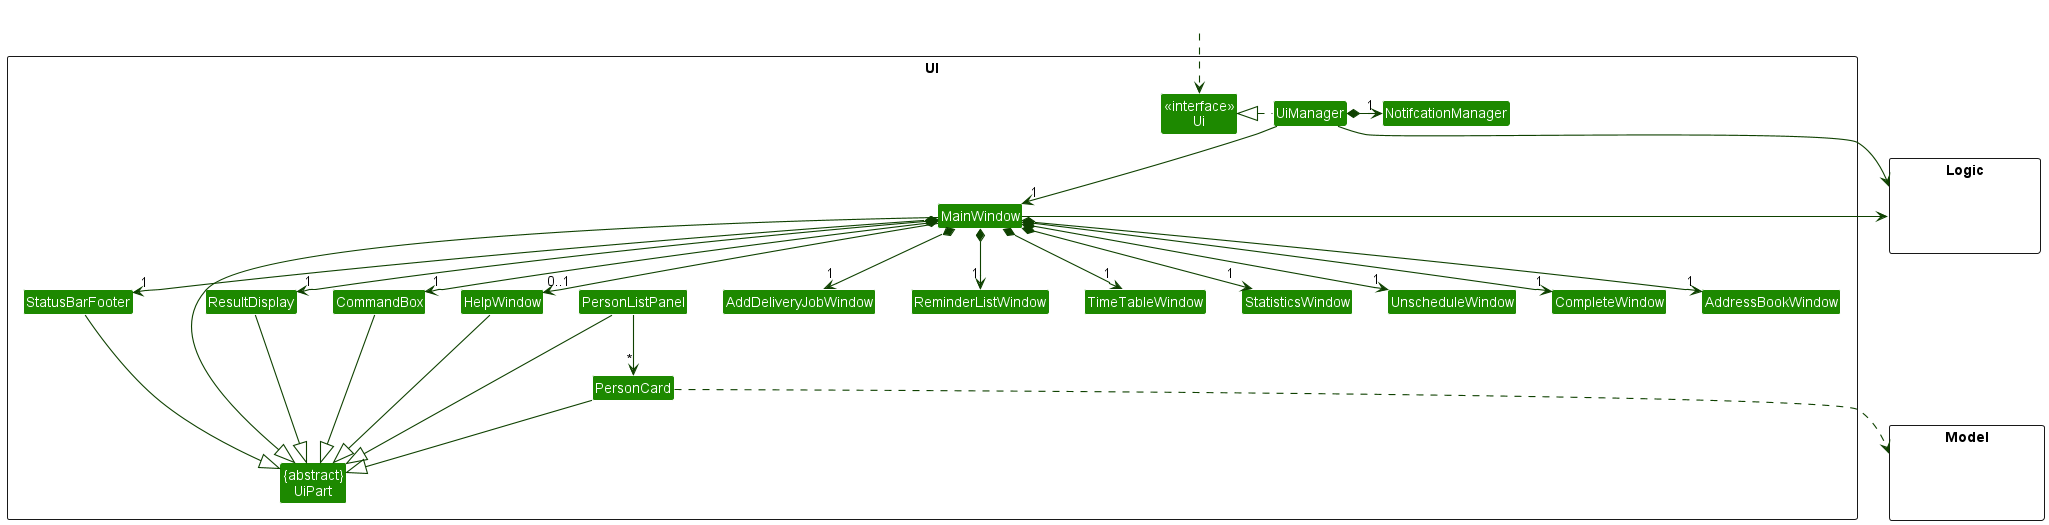 UI
«interface»
Ui
UiManager
1
NotifcationManager
Logic
1
MainWindow
1
1
1
0..1
1
1
1
1
1
1
1
StatusBarFooter
ResultDisplay
CommandBox
HelpWindow
PersonListPanel
AddDeliveryJobWindow
ReminderListWindow
TimeTableWindow
StatisticsWindow
UnscheduleWindow
CompleteWindow
AddressBookWindow
*
PersonCard
Model
{abstract}
UiPart